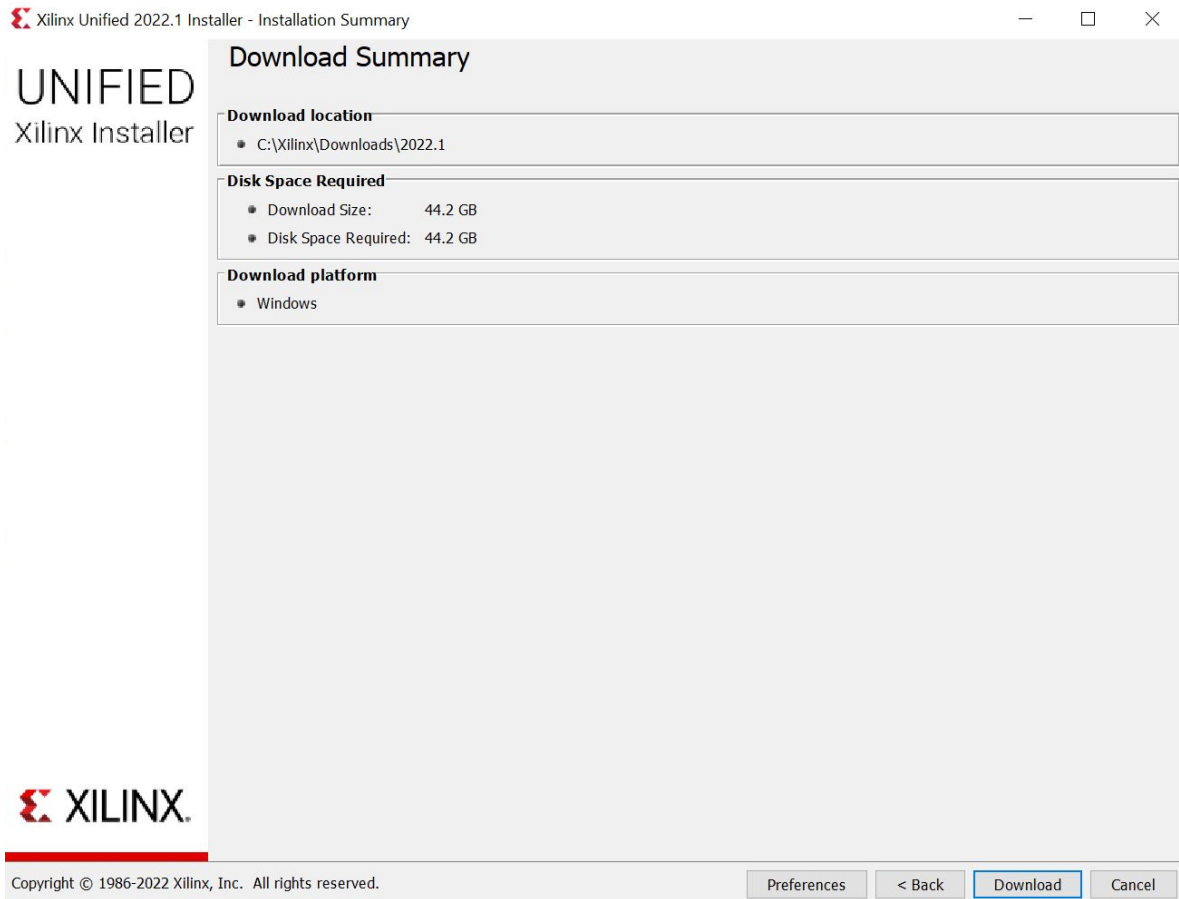 Xilinx Unified 2022.1 Installer - Installation Summary
UNIFIED
Xilinx Installer
Download Summary
Download location
C:\Xilinx\Downloads\2022.1
Disk Space Required
Download Size: 44.2 GB
Disk Space Required: 44.2 GB
Download platform
Windows
XILINX.
Copyright © 1986-2022 Xilinx, Inc. All rights reserved.
Preferences < Back Download Cancel